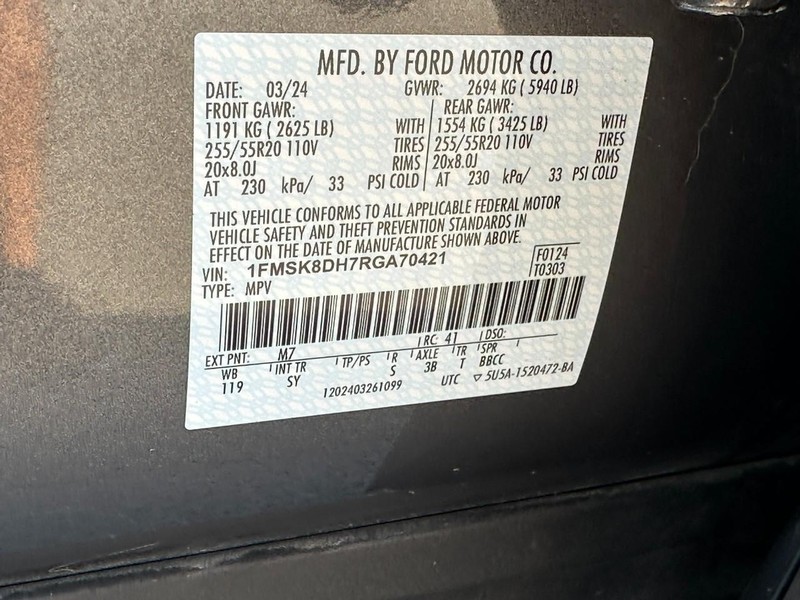 MFD. BY FORD MOTOR CO.
DATE: 03/24 GVWR: 2694 KG ( 5940 LB)
FRONT GAWR: REAR GAWR:
1191 KG ( 2625 LB) WITH 1554 KG ( 3425 LB) WITH
255/55R20 110V TIRES 255/55R20 110V TIRES
20x8.0J RIMS 20x8.0J RIMS
AT 230 kPa/ 33 PSI COLD AT 230 kPa/ 33 PSI COLD
THIS VEHICLE CONFORMS TO ALL APPLICABLE FEDERAL MOTOR
VEHICLE SAFETY AND THEFT PREVENTION STANDARDS IN
EFFECT ON THE DATE OF MANUFACTURE SHOWN ABOVE.
VIN: 1FMSK8DH7RGA70421 F0124
TYPE: MPV T0303
EXT PNT: M7 RC: 41 DSO:
WB INT TR TP/PS R AXLE TR SPR
119 SY S 3B T BBCC
1202403261099 UTC ▽ 5U5A-1520472-BA